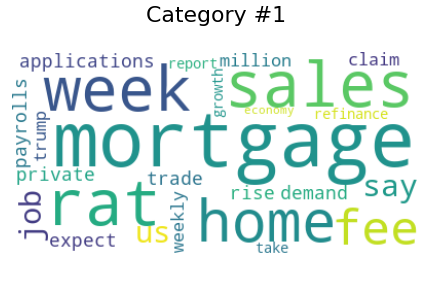 Category #1
applications
report
million
claim
week
sales
payrolls
trump
growth
economy
refinance
mortgage
private
trade
rise
demand
say
job
rat
expect
us
weekly
home
fee
take